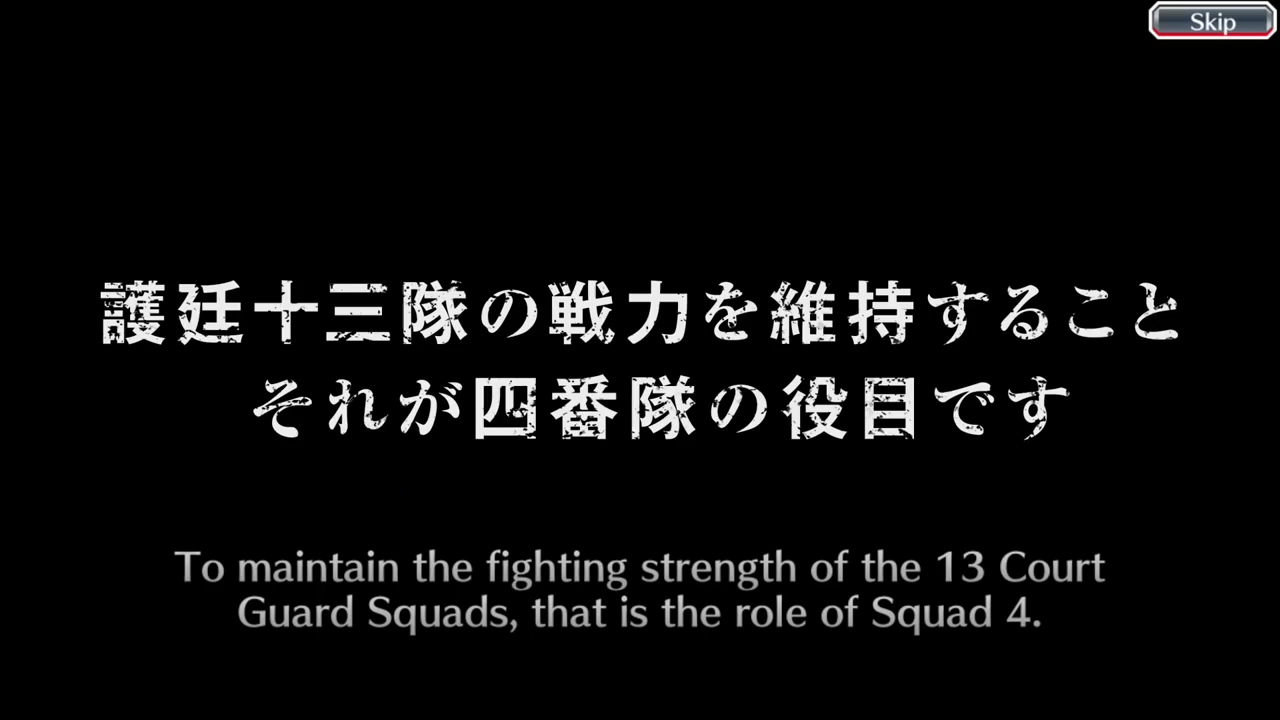 Skip
護廷十三隊の戦力を維持すること
それが四番隊の役目です
To maintain the fighting strength of the 13 Court
Guard Squads, that is the role of Squad 4.